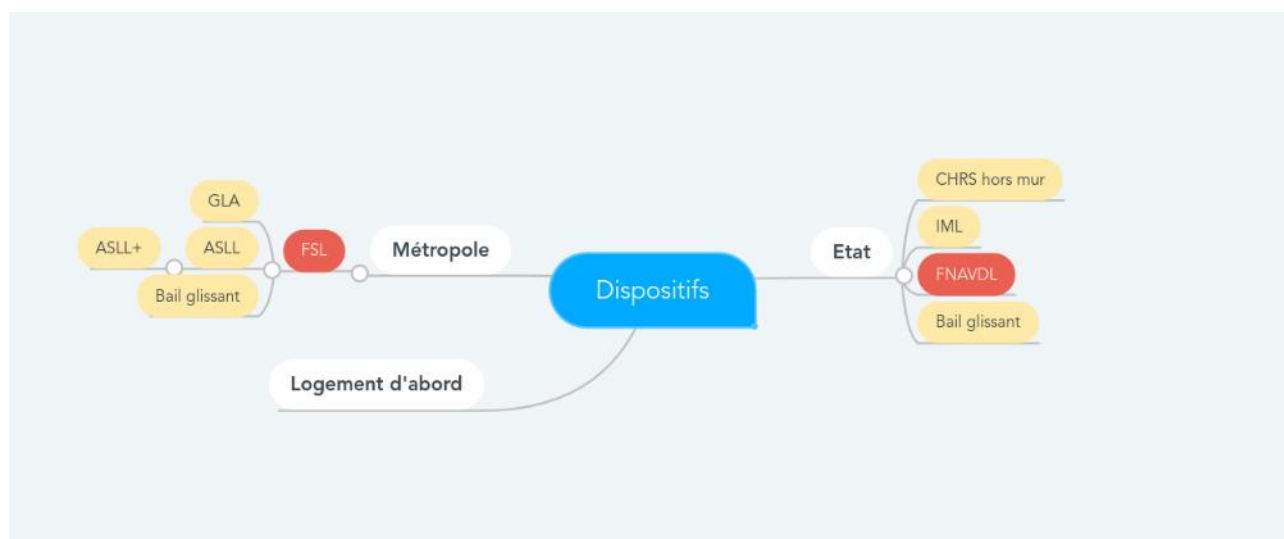 Dispositifs
Métropole
FSL
GLA
ASLL
ASLL+
Bail glissant
Logement d'abord
Etat
CHRS hors mur
IML
FNAVDL
Bail glissant